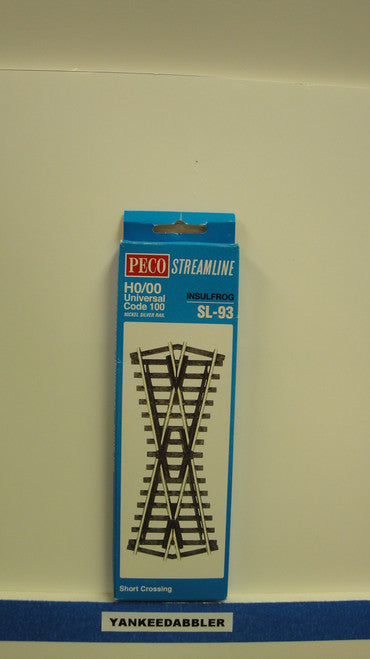 PECO STREAMLINE
H0/00
Universal
Code 100
NICKEL SILVER RAIL
INSULFROG
SL-93
Short Crossing
YANKEEDABBLER